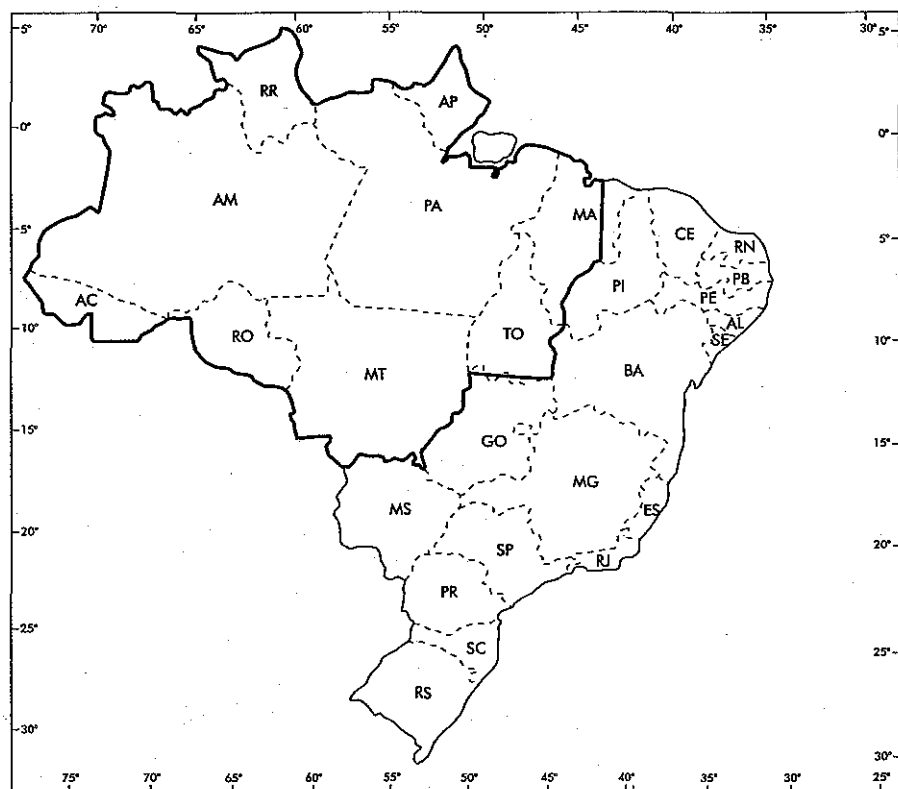 5° 70° 65° 60° 55° 50° 45° 40° 35° 30° 5°
RR
AP
0° 0°
AM PA MA
5° CE RN 5°
PI PB
AC PE
10° RO TO AL
SE 10°
MT BA
15° GO 15°
MG
MS ES
20° SP 20°
RJ
PR
25° SC 25°
RS
30° 30°
75° 70° 65° 60° 55° 50° 45° 40° 35° 30° 25°